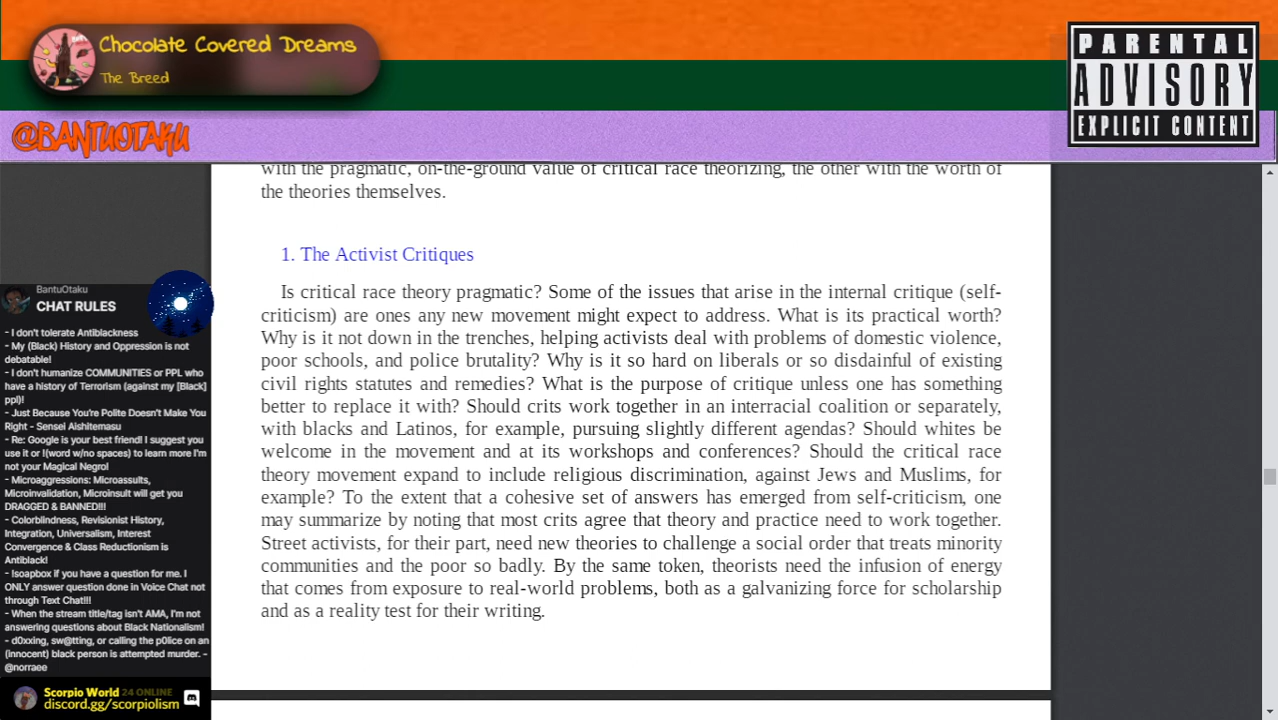 Chocolate Covered Dreams
The Breed
PARENTAL
ADVISORY
EXPLICIT CONTENT
@BANTUOTAKU
with the pragmatic, on-the-ground value of critical race theorizing, the other with the worth of
the theories themselves.
1. The Activist Critiques
Is critical race theory pragmatic? Some of the issues that arise in the internal critique (self-
criticism) are ones any new movement might expect to address. What is its practical worth?
Why is it not down in the trenches, helping activists deal with problems of domestic violence,
poor schools, and police brutality? Why is it so hard on liberals or so disdainful of existing
civil rights statutes and remedies? What is the purpose of critique unless one has something
better to replace it with? Should crits work together in an interracial coalition or separately,
with blacks and Latinos, for example, pursuing slightly different agendas? Should whites be
welcome in the movement and at its workshops and conferences? Should the critical race
theory movement expand to include religious discrimination, against Jews and Muslims, for
example? To the extent that a cohesive set of answers has emerged from self-criticism, one
may summarize by noting that most crits agree that theory and practice need to work together.
Street activists, for their part, need new theories to challenge a social order that treats minority
communities and the poor so badly. By the same token, theorists need the infusion of energy
that comes from exposure to real-world problems, both as a galvanizing force for scholarship
and as a reality test for their writing.
BantuOtaku
CHAT RULES
- I don't tolerate Antiblackness
- My (Black) History and Oppression is not
debatable!
- I don't humanize COMMUNITIES or PPL who
have a history of Terrorism (against my [Black]
ppl)!
- Just Because You're Polite Doesn't Make You
Right - Sensei Aishitemasu
- Re: Google is your best friend! I suggest you
use it or !(word w/no spaces) to learn more I'm
not your Magical Negro!
- Microaggressions: Microassults,
Microinvalidation, Microinsult will get you
DRAGGED & BANNED!!!
- Colorblindness, Revisionist History,
Integration, Universalism, Interest
Convergence & Class Reductionism is
Antiblack!
- !soapbox if you have a question for me. I
ONLY answer question done in Voice Chat not
through Text Chat!!!
- When the stream title/tag isn't AMA, I'm not
answering questions about Black Nationalism!
- d0xxing, sw@tting, or calling the p0lice on an
(innocent) black person is attempted murder. -
@norraee
Scorpio World 24 ONLINE
discord.gg/scorpiolism